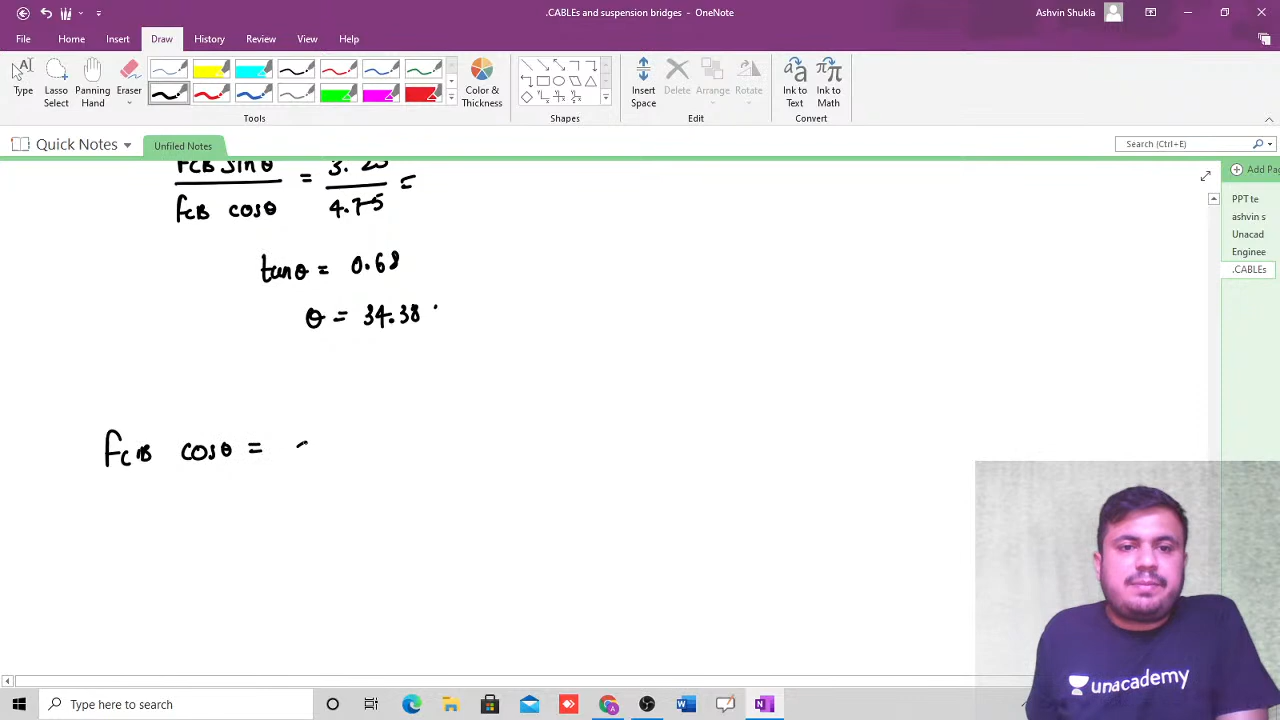 .CABLEs and suspension bridges - OneNote
Ashvin Shukla
File Home Insert Draw History Review View Help
Type Lasso Select Panning Hand Eraser Color & Thickness Insert Space Delete Arrange Rotate Ink to Text Ink to Math
Tools Shapes Edit Convert
Quick Notes Unfiled Notes Search (Ctrl+E)
Add Pag
PPT te
ashvin s
Unacad
Enginee
.CABLEs
FCB sinθ / FCB cosθ = 3.25 / 4.75 =
tanθ = 0.68
θ = 34.38
FCB cosθ =
unacademy
Type here to search